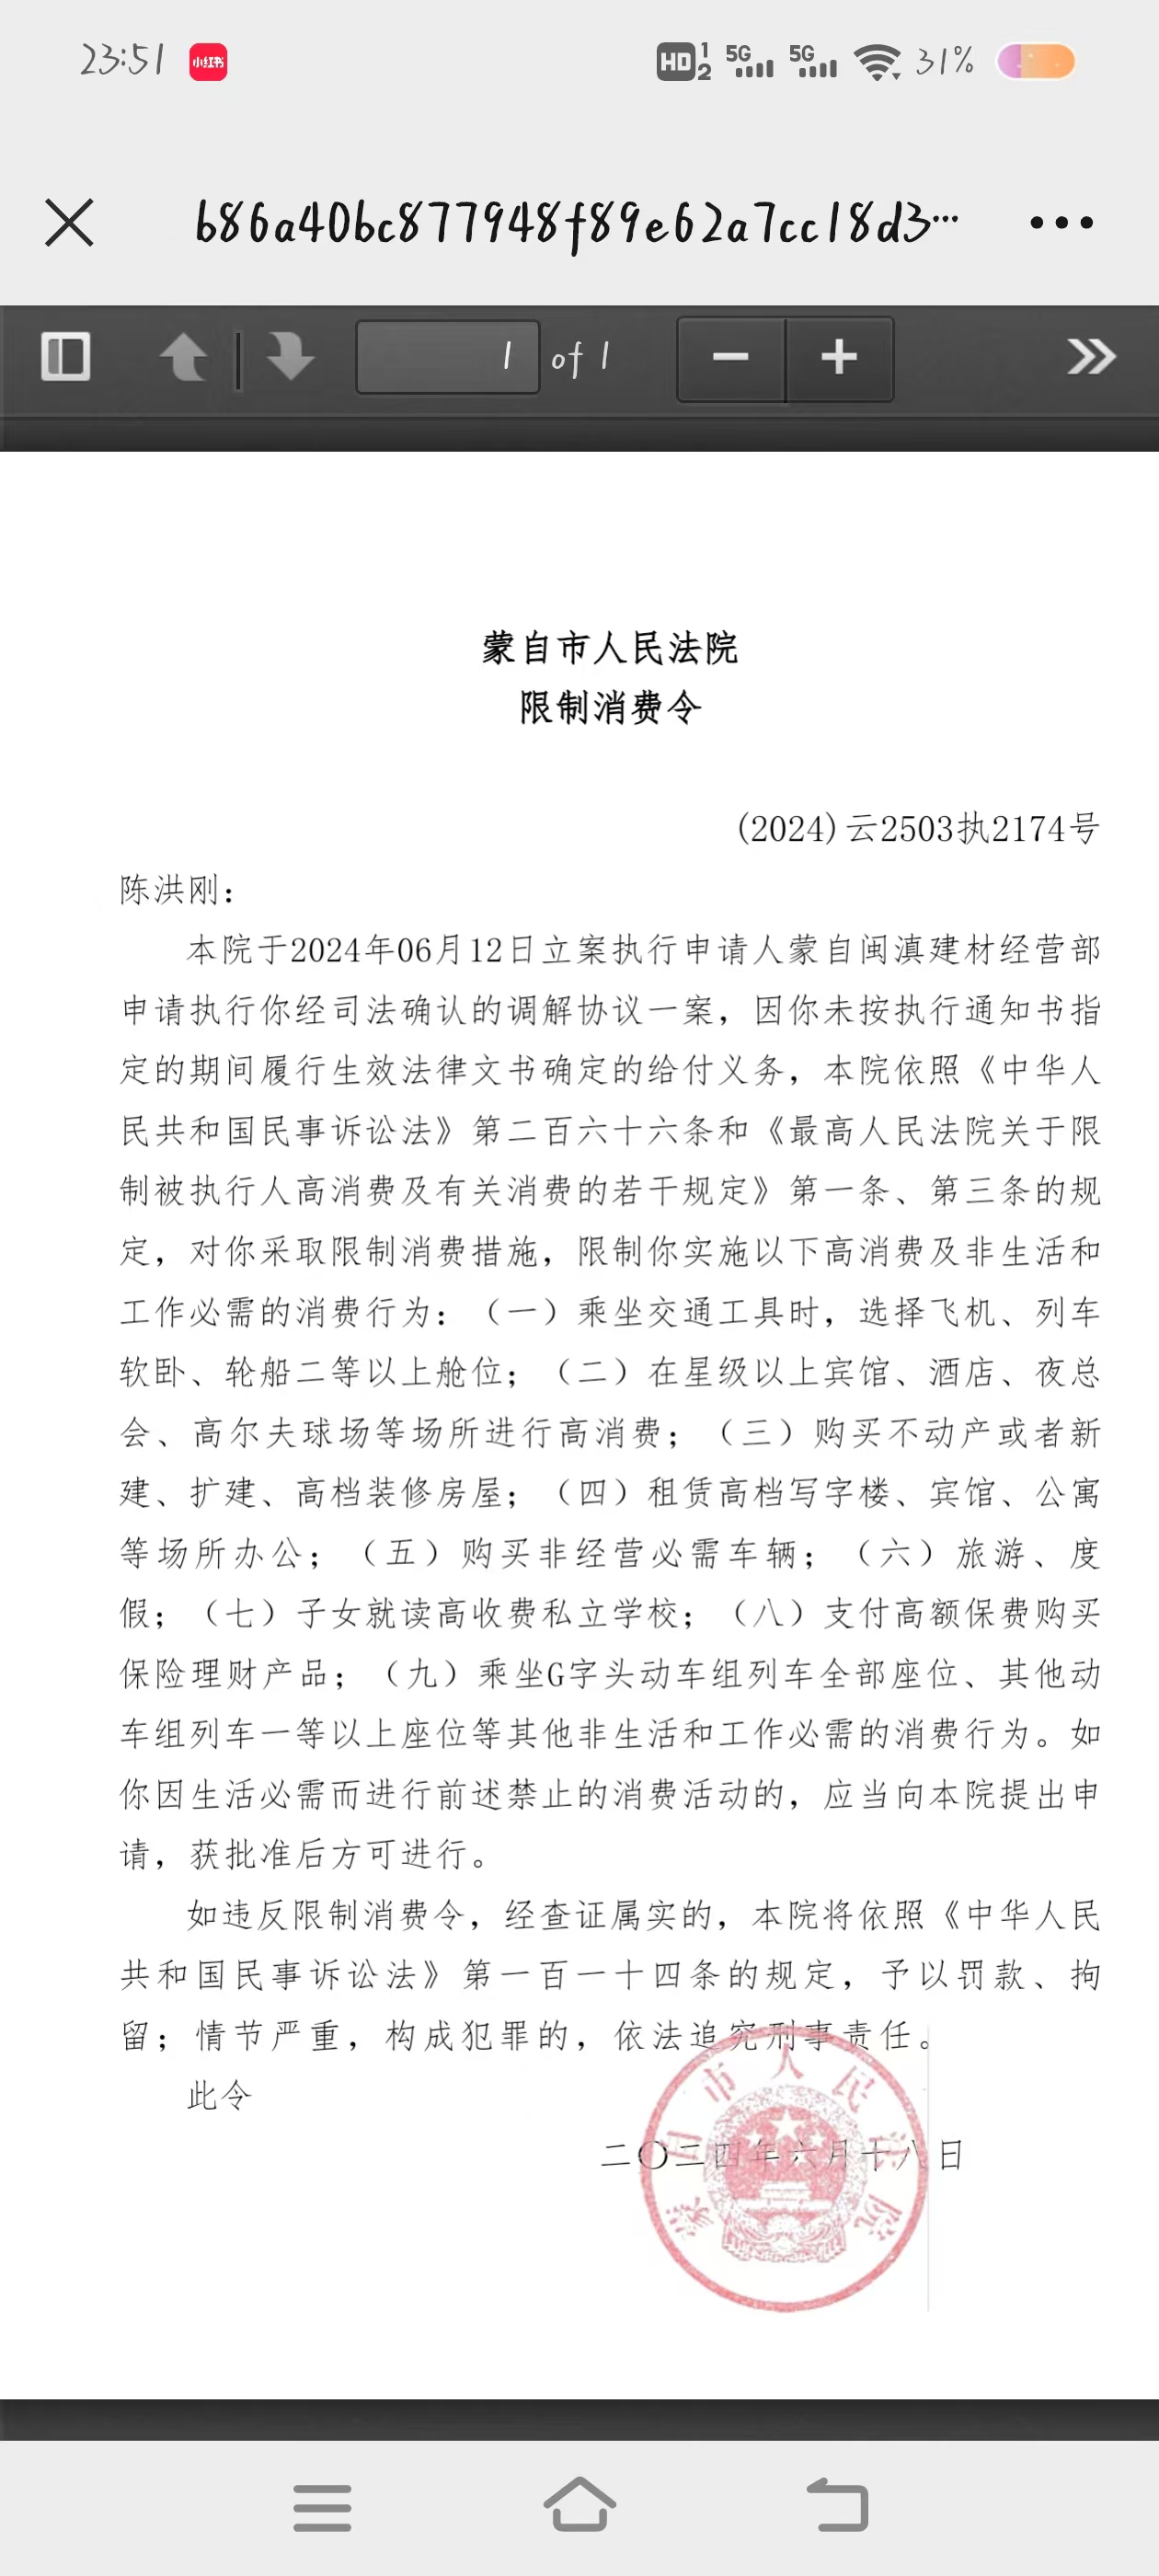 23:51 小红书 HD 1 2 5G 5G 31%
b86a40bc877948f89e62a7cc18d3…
1 of 1
蒙自市人民法院
限制消费令
(2024)云2503执2174号
陈洪刚：
本院于2024年06月12日立案执行申请人蒙自闽滇建材经营部
申请执行你经司法确认的调解协议一案，因你未按执行通知书指
定的期间履行生效法律文书确定的给付义务，本院依照《中华人
民共和国民事诉讼法》第二百六十六条和《最高人民法院关于限
制被执行人高消费及有关消费的若干规定》第一条、第三条的规
定，对你采取限制消费措施，限制你实施以下高消费及非生活和
工作必需的消费行为：（一）乘坐交通工具时，选择飞机、列车
软卧、轮船二等以上舱位；（二）在星级以上宾馆、酒店、夜总
会、高尔夫球场等场所进行高消费；（三）购买不动产或者新
建、扩建、高档装修房屋；（四）租赁高档写字楼、宾馆、公寓
等场所办公；（五）购买非经营必需车辆；（六）旅游、度
假；（七）子女就读高收费私立学校；（八）支付高额保费购买
保险理财产品；（九）乘坐G字头动车组列车全部座位、其他动
车组列车一等以上座位等其他非生活和工作必需的消费行为。如
你因生活必需而进行前述禁止的消费活动的，应当向本院提出申
请，获批准后方可进行。
如违反限制消费令，经查证属实的，本院将依照《中华人民
共和国民事诉讼法》第一百一十四条的规定，予以罚款、拘
留；情节严重，构成犯罪的，依法追究刑事责任。
此令
二〇二四年六月十八日
蒙自市人民法院